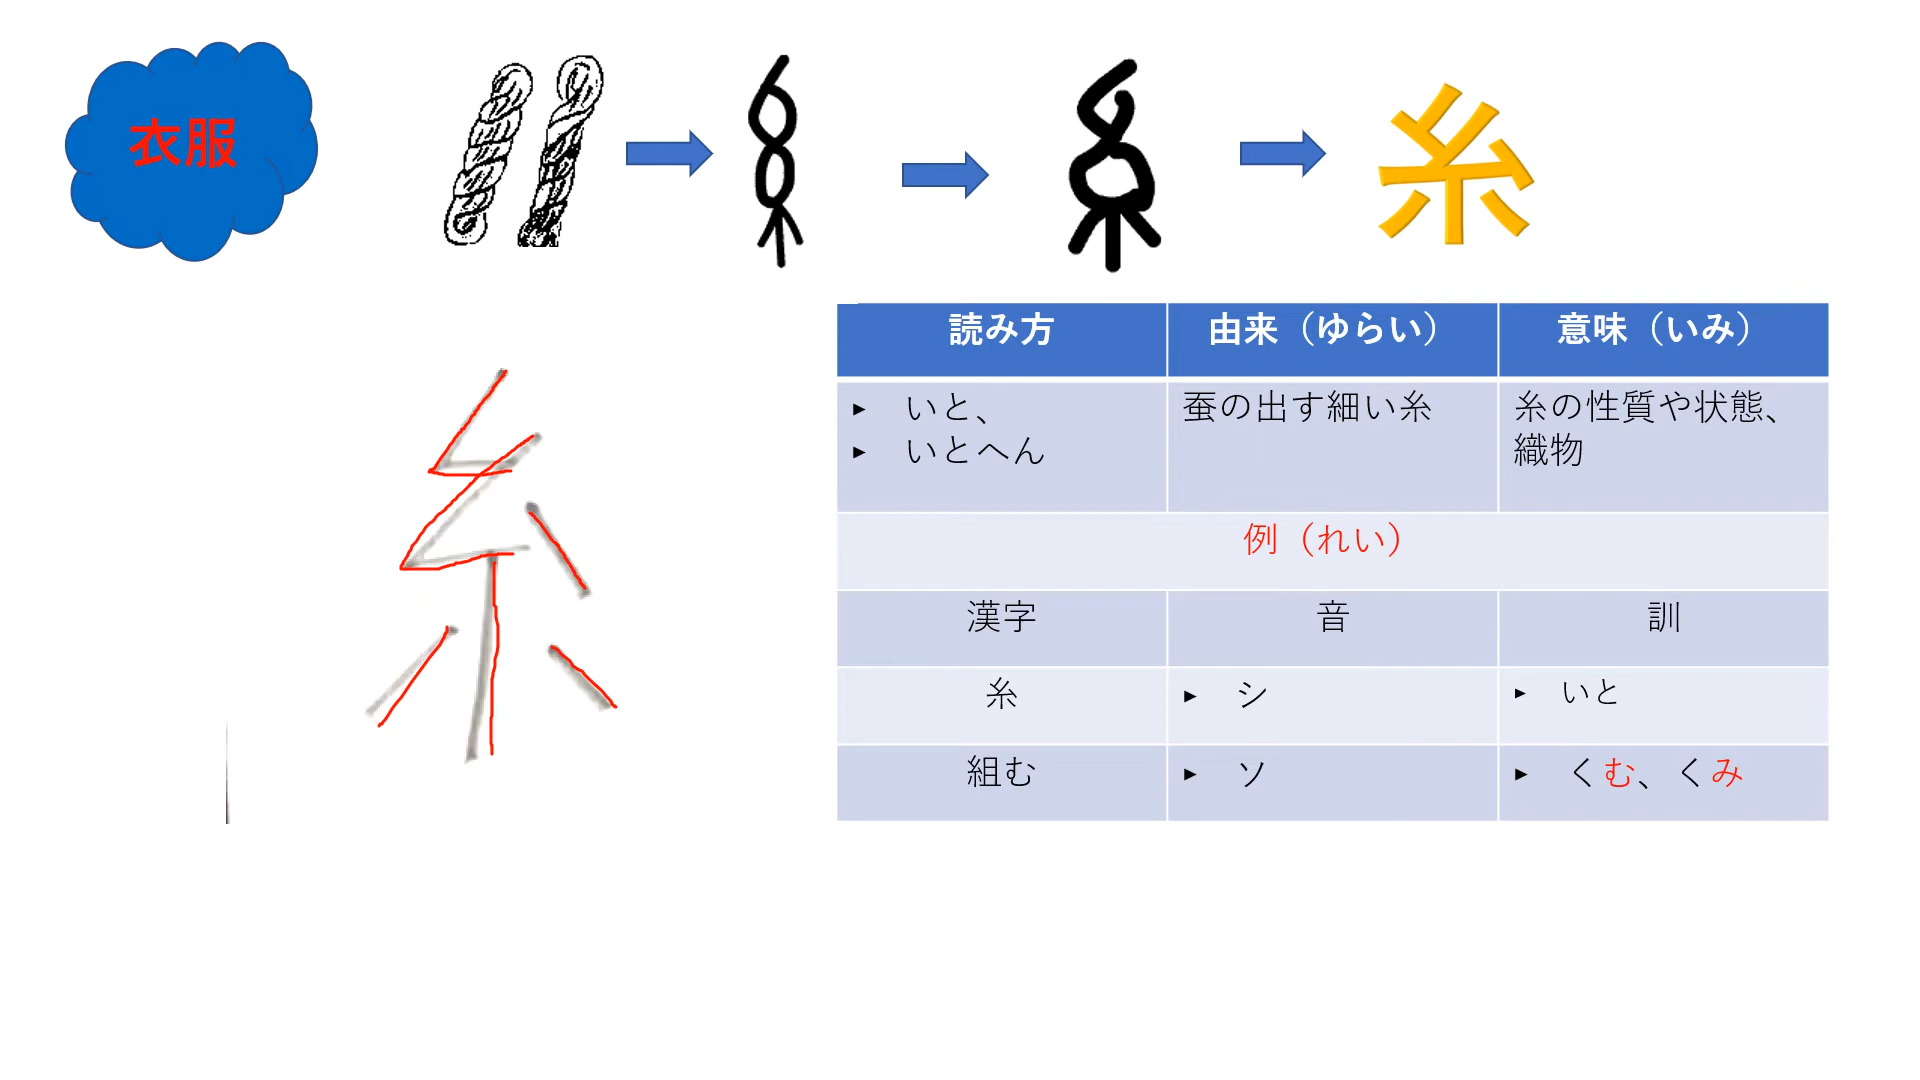 衣服
糸
読み方
由来（ゆらい）
意味（いみ）
▸ いと、
▸ いとへん
蚕の出す細い糸
糸の性質や状態、
織物
例（れい）
漢字
音
訓
糸
▸ シ
▸ いと
組む
▸ ソ
▸ くむ、くみ
糸